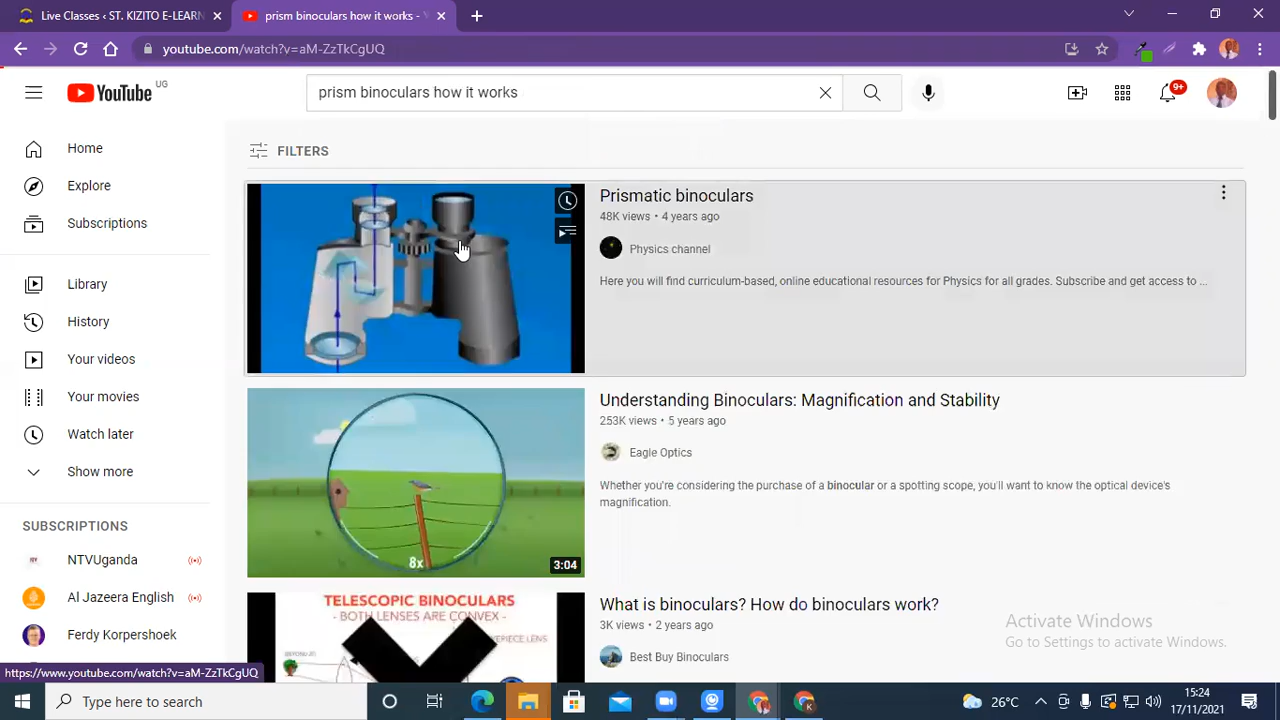 Live Classes < ST. KIZITO E-LEARN
prism binoculars how it works -
youtube.com/watch?v=aM-ZzTkCgUQ
YouTube UG
prism binoculars how it works
9+
Home
Explore
Subscriptions
Library
History
Your videos
Your movies
Watch later
Show more
SUBSCRIPTIONS
NTVUganda
Al Jazeera English
Ferdy Korpershoek
FILTERS
Prismatic binoculars
48K views • 4 years ago
Physics channel
Here you will find curriculum-based, online educational resources for Physics for all grades. Subscribe and get access to ...
8x
3:04
Understanding Binoculars: Magnification and Stability
253K views • 5 years ago
Eagle Optics
Whether you're considering the purchase of a binocular or a spotting scope, you'll want to know the optical device's
magnification.
TELESCOPIC BINOCULARS
- BOTH LENSES ARE CONVEX -
What is binoculars? How do binoculars work?
3K views • 2 years ago
Best Buy Binoculars
Activate Windows
Go to Settings to activate Windows.
https://www.youtube.com/watch?v=aM-ZzTkCgUQ
Type here to search
26°C
15:24
17/11/2021